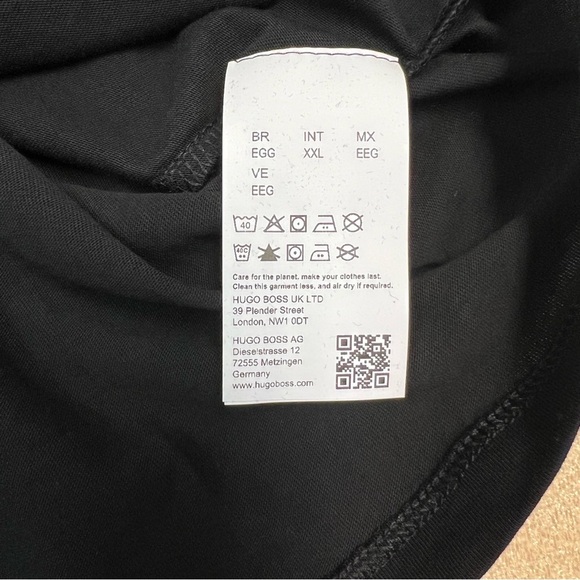 BR INT MX
EGG XXL EEG
VE
EEG
40
40C
Care for the planet, make your clothes last.
Clean this garment less, and air dry if required.
HUGO BOSS UK LTD
39 Plender Street
London, NW1 0DT
HUGO BOSS AG
Dieselstrasse 12
72555 Metzingen
Germany
www.hugoboss.com